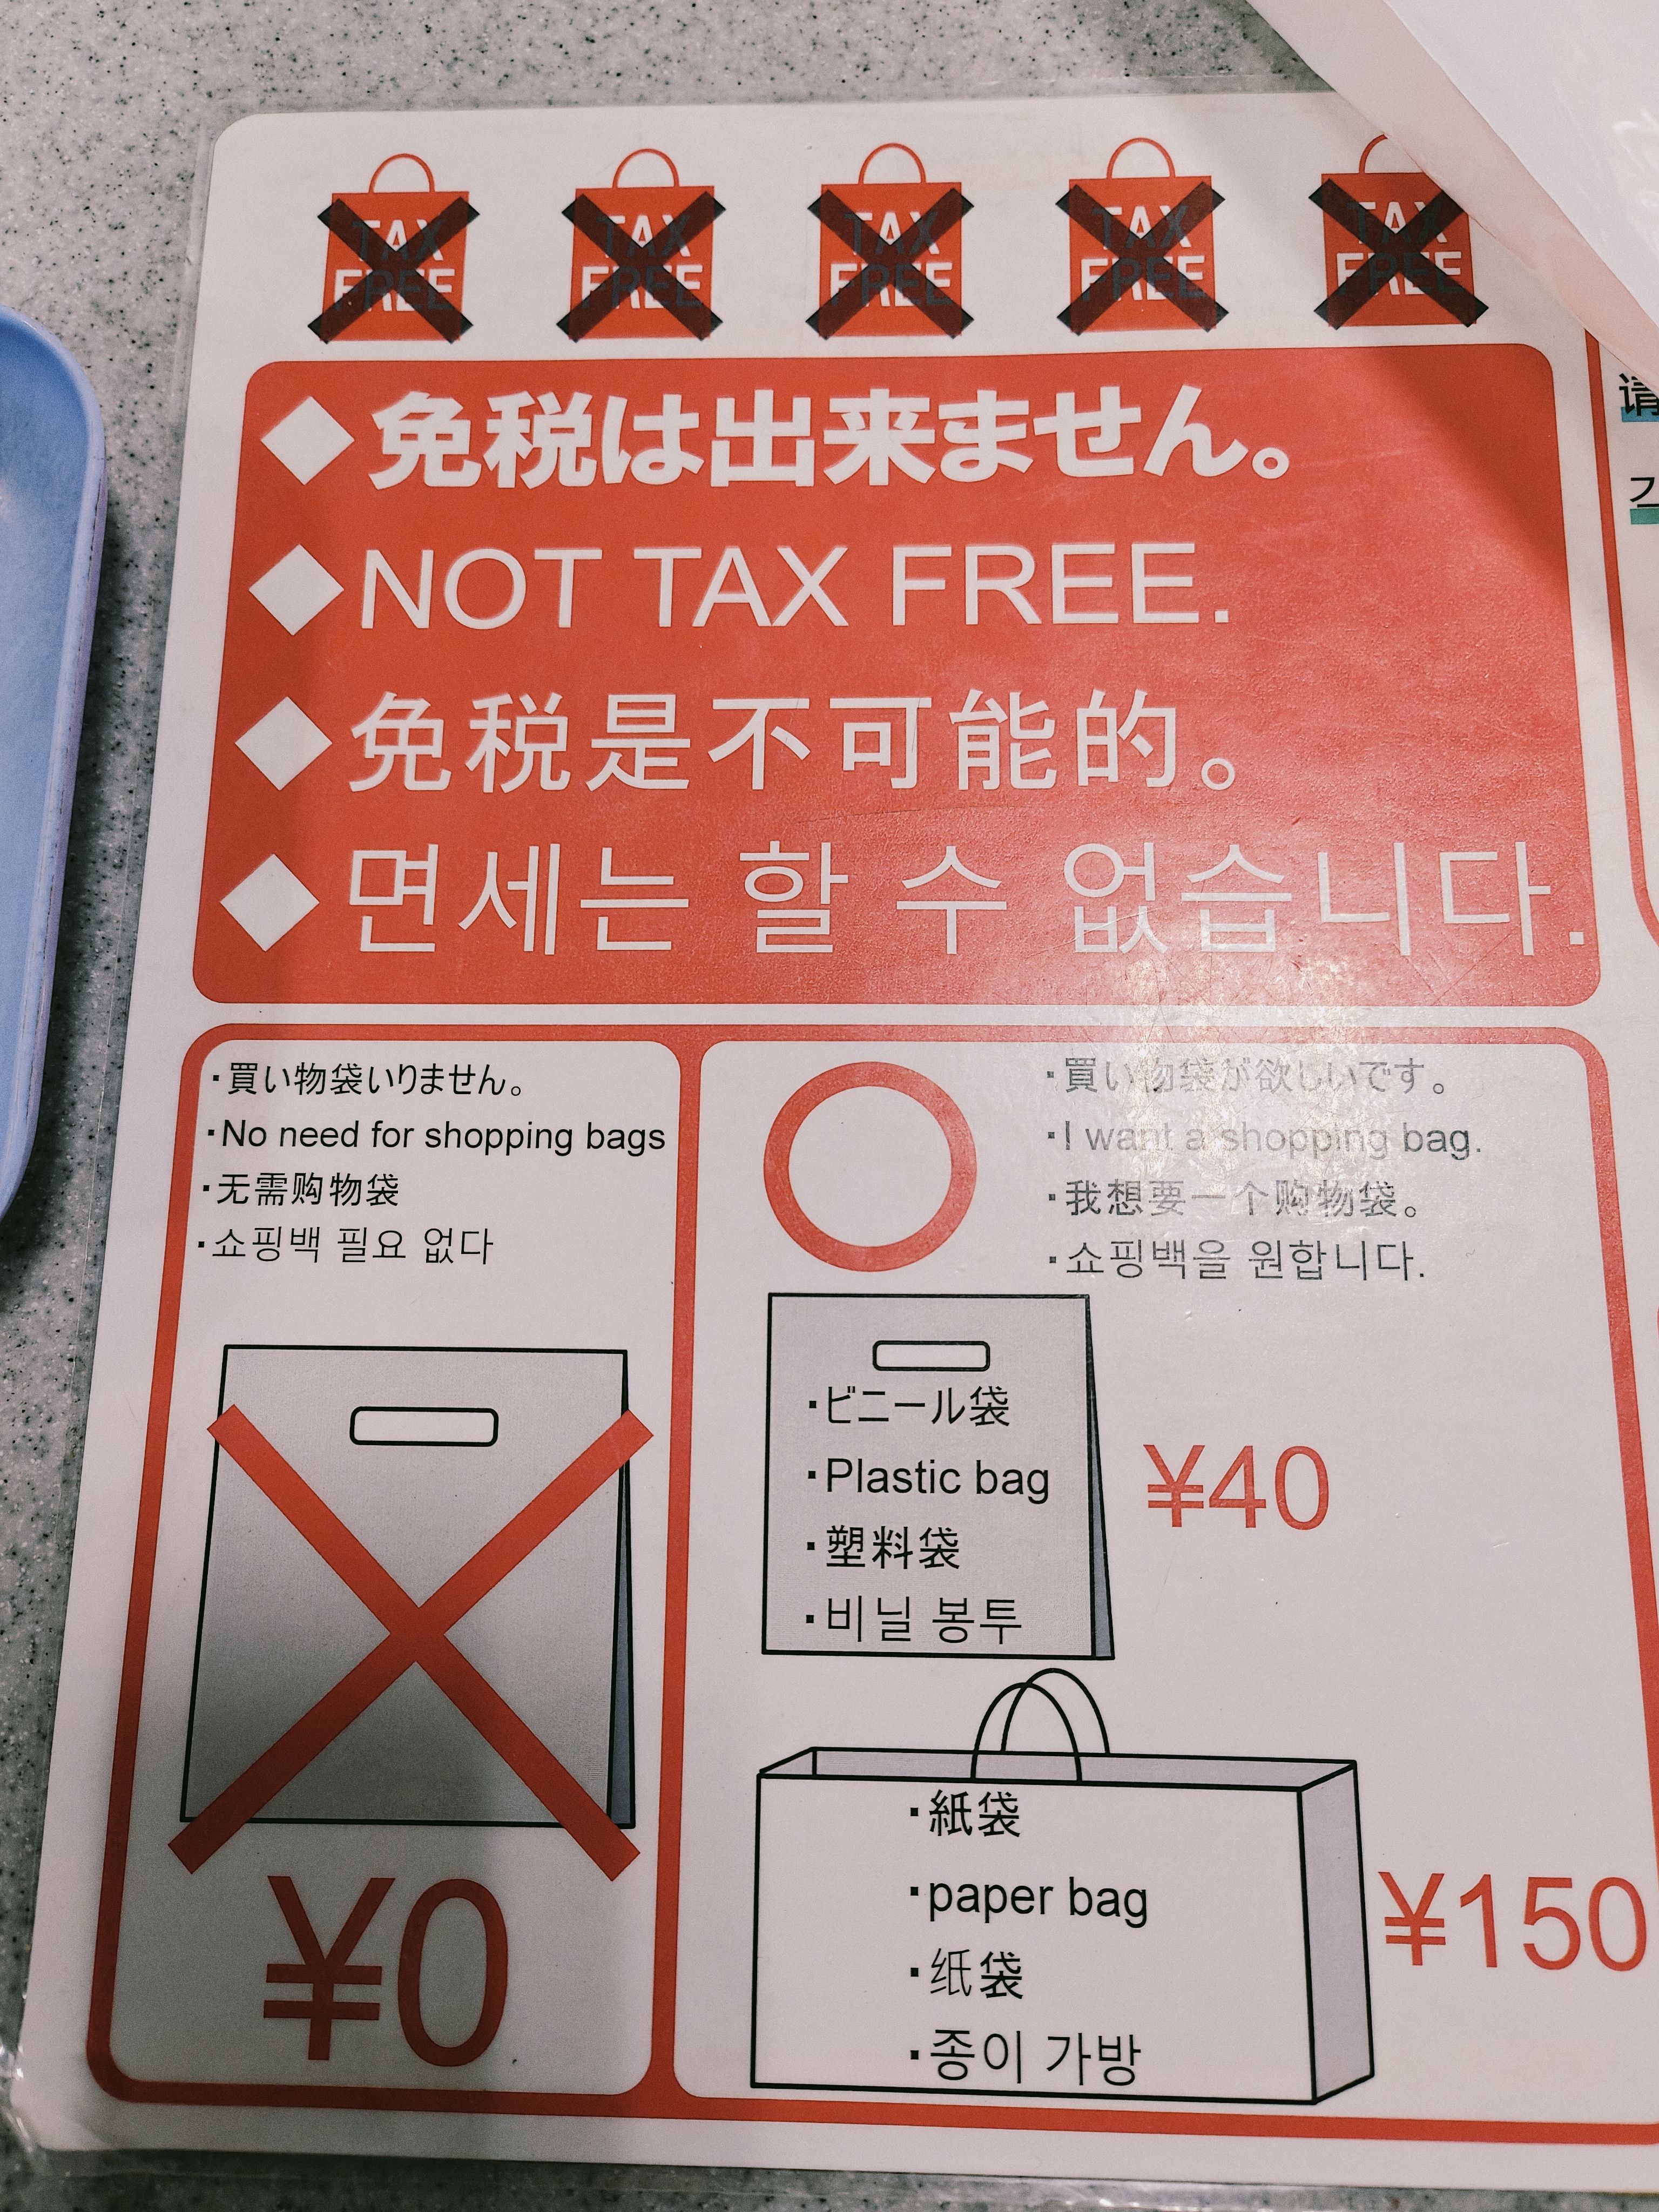 TAX FREE TAX FREE TAX FREE TAX FREE TAX FREE
◆免税は出来ません。
◆NOT TAX FREE.
◆免税是不可能的。
◆면세는 할 수 없습니다.
・買い物袋いりません。
・No need for shopping bags
・无需购物袋
・쇼핑백 필요 없다
¥0
・買い物袋が欲しいです。
・I want a shopping bag.
・我想要一个购物袋。
・쇼핑백을 원합니다.
・ビニール袋
・Plastic bag
・塑料袋
・비닐 봉투
¥40
・紙袋
・paper bag
・纸袋
・종이 가방
¥150
请